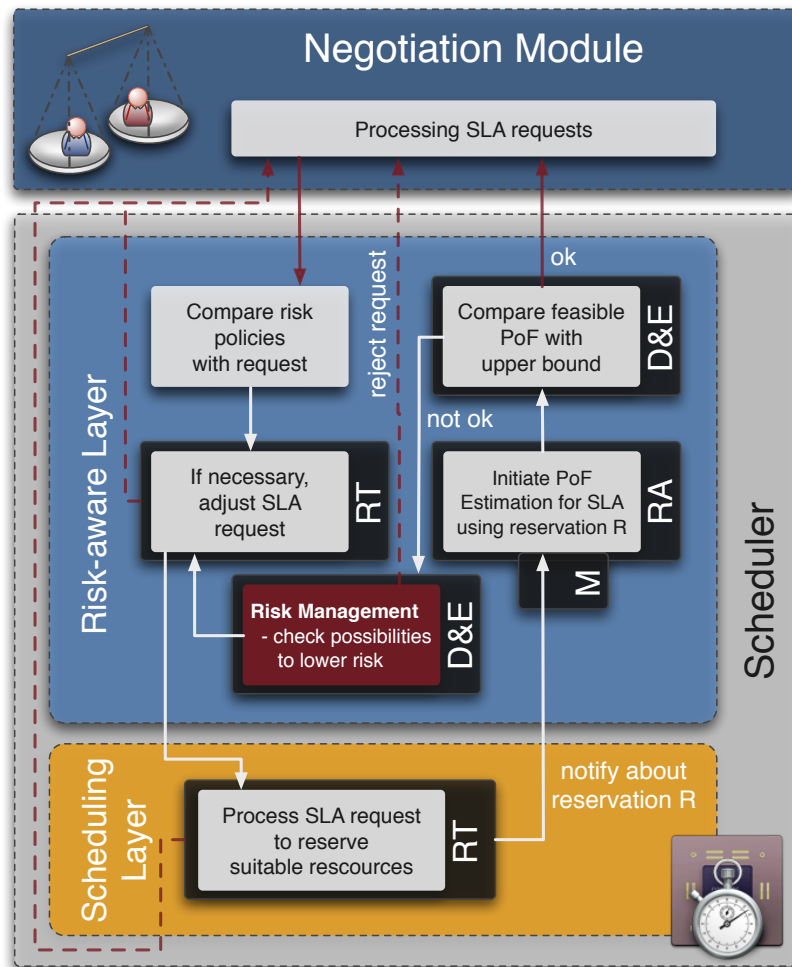 Negotiation Module
Processing SLA requests
ok
Compare risk
policies
with request
reject request
Compare feasible
PoF with
upper bound
D&E
not ok
Risk-aware Layer
If necessary,
adjust SLA
request
RT
Initiate PoF
Estimation for SLA
using reservation R
RA
M
Risk Management
- check possibilities
to lower risk
D&E
Scheduler
Scheduling
Layer
Process SLA request
to reserve
suitable rescources
RT
notify about
reservation R